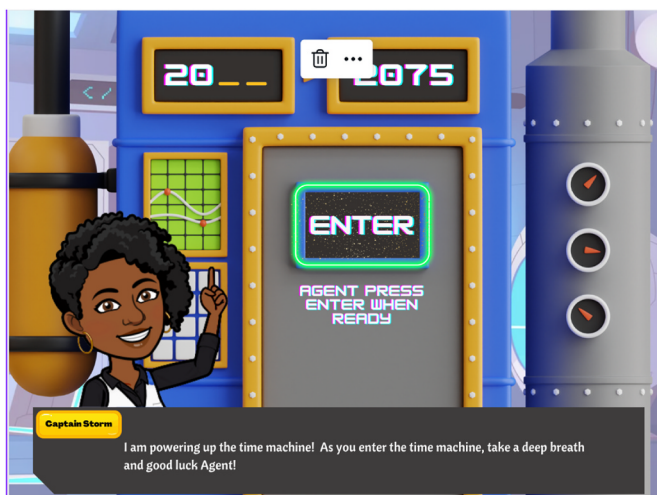 20_ _
2075
ENTER
AGENT PRESS
ENTER WHEN
READY
Captain Storm
I am powering up the time machine!  As you enter the time machine, take a deep breath
and good luck Agent!